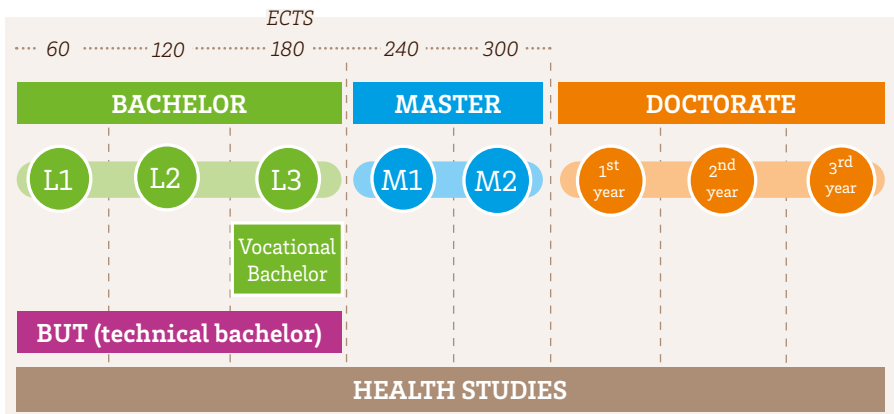 ECTS
60 120 180 240 300
BACHELOR MASTER DOCTORATE
L1 L2 L3 M1 M2 1st year 2nd year 3rd year
Vocational
Bachelor
BUT (technical bachelor)
HEALTH STUDIES